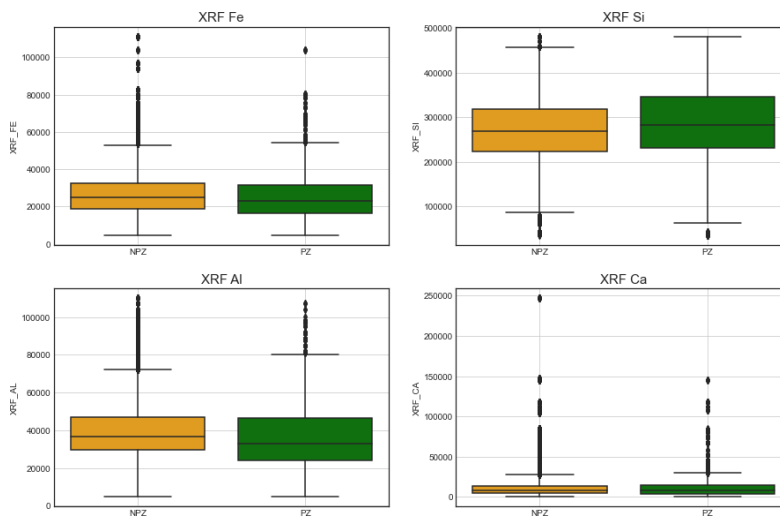 XRF Fe
XRF_FE
100000
80000
60000
40000
20000
0
NPZ
PZ
XRF Si
XRF_SI
500000
400000
300000
200000
100000
NPZ
PZ
XRF Al
XRF_AL
100000
80000
60000
40000
20000
0
NPZ
PZ
XRF Ca
XRF_CA
250000
200000
150000
100000
50000
0
NPZ
PZ